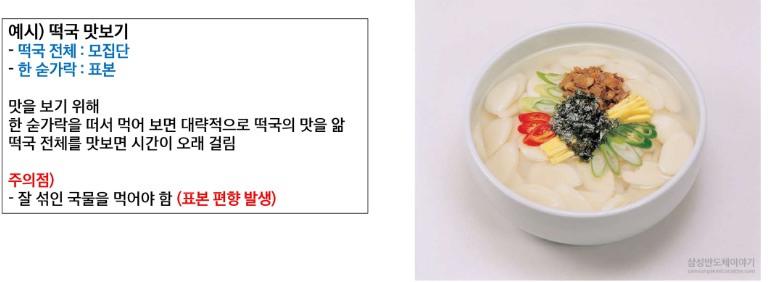 예시) 떡국 맛보기
- 떡국 전체 : 모집단
- 한 숟가락 : 표본
맛을 보기 위해
한 숟가락을 떠서 먹어 보면 대략적으로 떡국의 맛을 앎
떡국 전체를 맛보면 시간이 오래 걸림
주의점)
- 잘 섞인 국물을 먹어야 함 (표본 편향 발생)
삼성반도체이야기